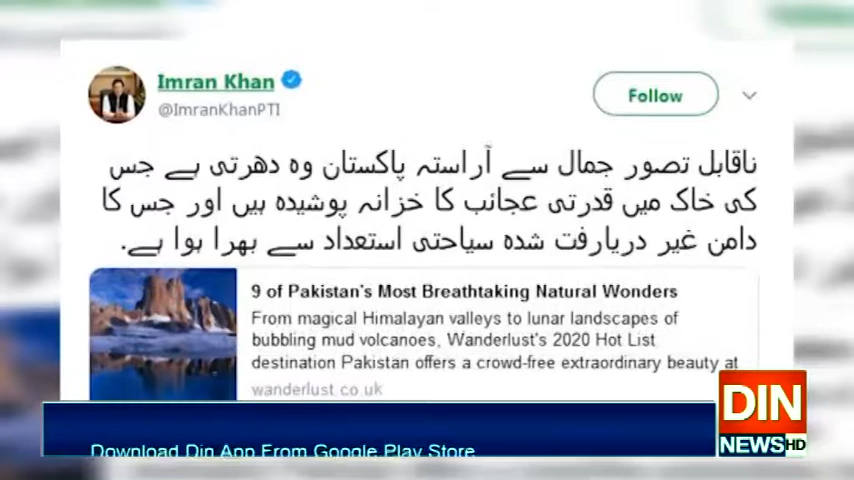 Imran Khan
@ImranKhanPTI
Follow
ناقابل تصور جمال سے آراستہ پاکستان وہ دھرتی ہے جس
کی خاک میں قدرتی عجائب کا خزانہ پوشیدہ ہیں اور جس کا
دامن غیر دریارفت شدہ سیاحتی استعداد سے بھرا ہوا ہے.
9 of Pakistan's Most Breathtaking Natural Wonders
From magical Himalayan valleys to lunar landscapes of
bubbling mud volcanoes, Wanderlust's 2020 Hot List
destination Pakistan offers a crowd-free extraordinary beauty at
wanderlust.co.uk
Download Din App From Google Play Store
DIN
NEWS HD